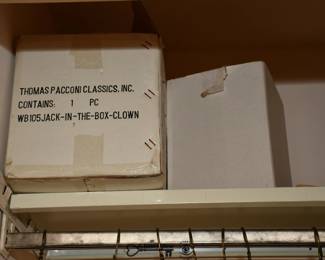 THOMAS PACCONI CLASSICS, INC.
CONTAINS: 1 PC
WB105JACK-IN-THE-BOX-CLOWN